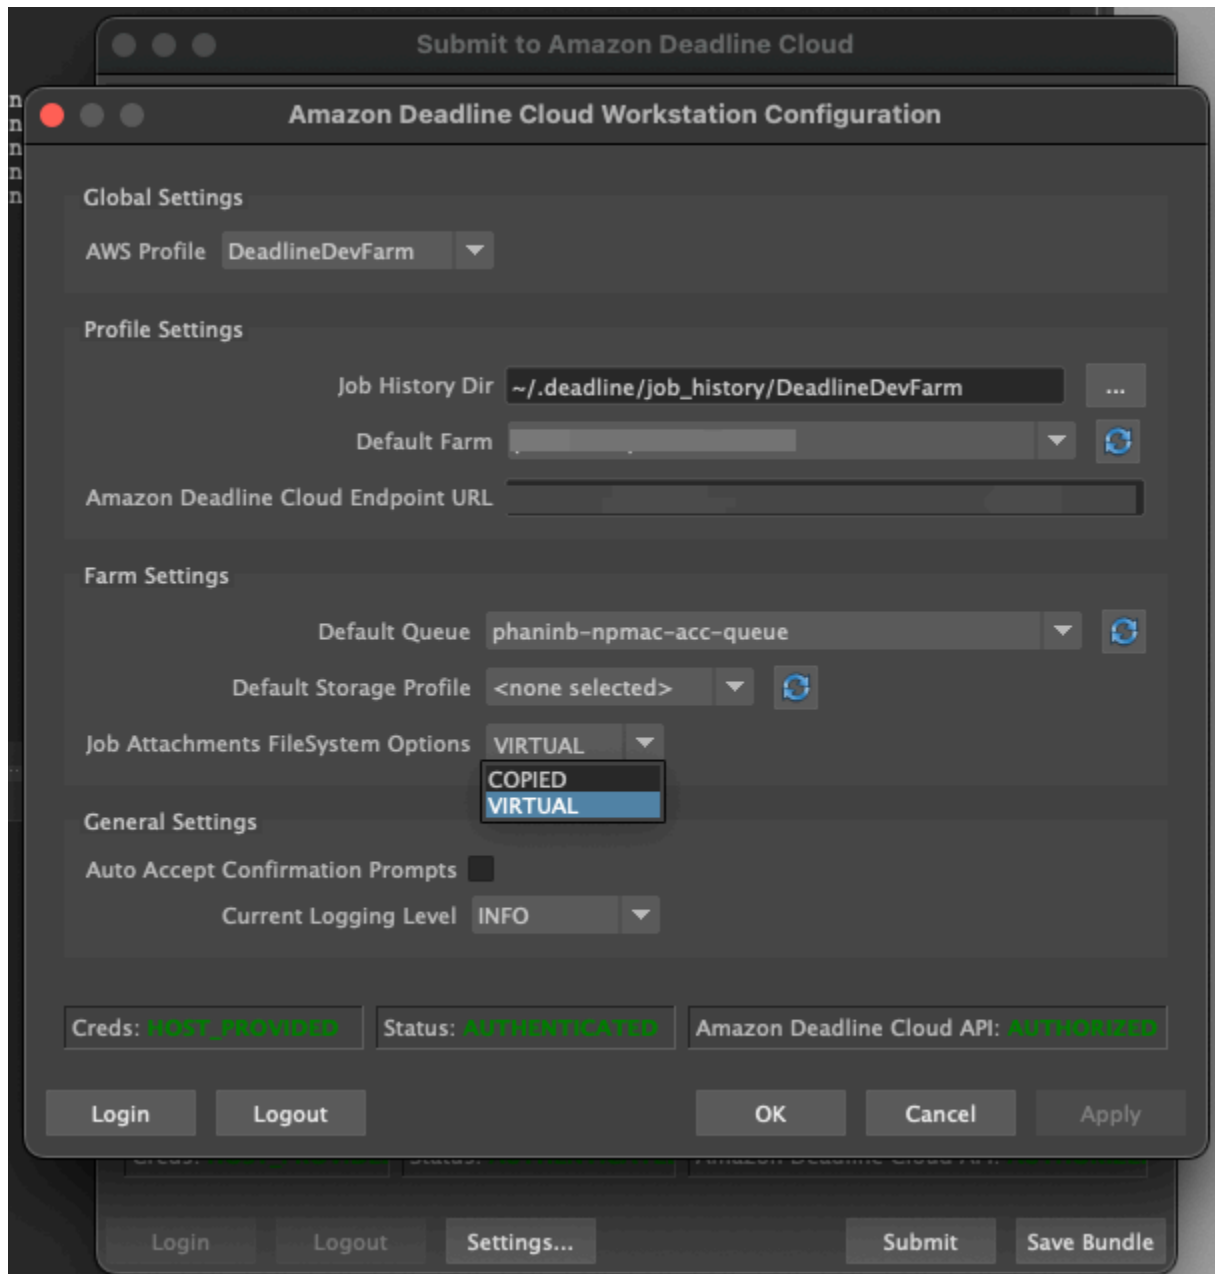 Submit to Amazon Deadline Cloud
Amazon Deadline Cloud Workstation Configuration
n
n
n
n
n
Global Settings
AWS Profile DeadlineDevFarm
Profile Settings
Job History Dir ~/.deadline/job_history/DeadlineDevFarm ...
Default Farm
Amazon Deadline Cloud Endpoint URL
Farm Settings
Default Queue phaninb-npmac-acc-queue
Default Storage Profile <none selected>
Job Attachments FileSystem Options VIRTUAL
COPIED
VIRTUAL
General Settings
Auto Accept Confirmation Prompts
Current Logging Level INFO
Creds: HOST_PROVIDED Status: AUTHENTICATED Amazon Deadline Cloud API: AUTHORIZED
Login Logout OK Cancel Apply
Login Logout Settings... Submit Save Bundle